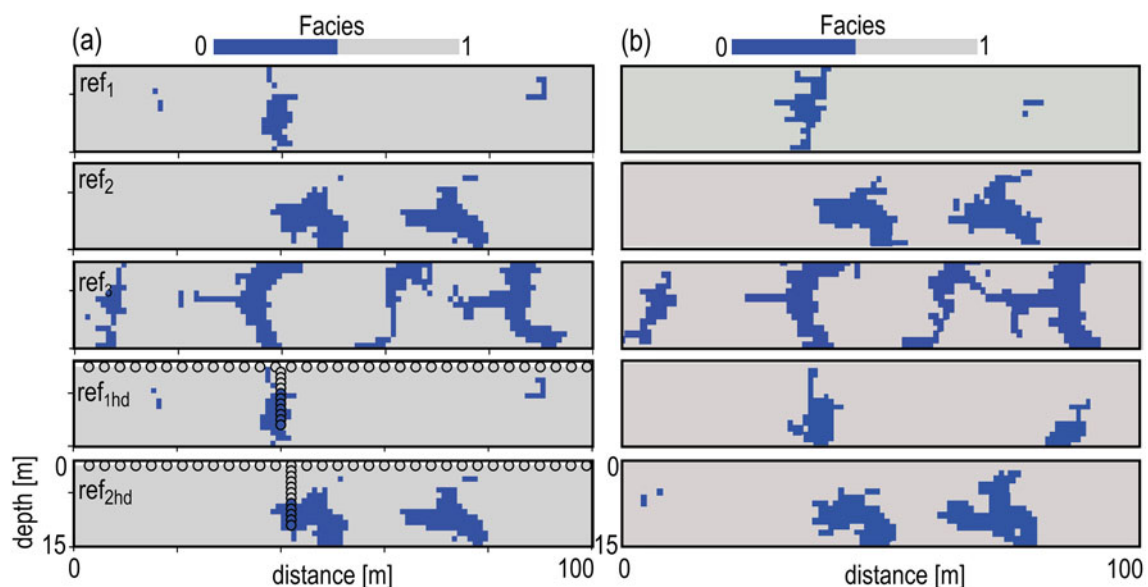 (a) Facies
0 1
(b) Facies
0 1
ref1
ref2
ref3
ref1hd
ref2hd
depth [m]
0
15
0 distance [m] 100
15
0 distance [m] 100